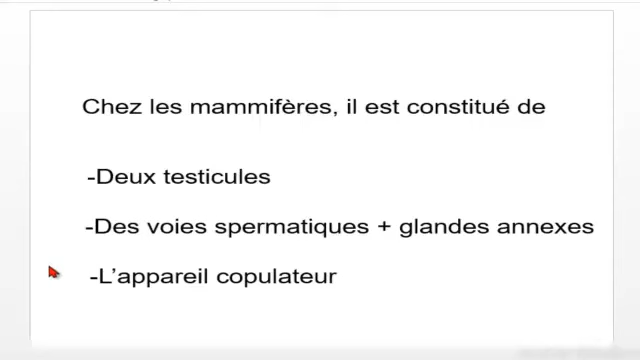 Chez les mammifères, il est constitué de
-Deux testicules
-Des voies spermatiques + glandes annexes
-L’appareil copulateur